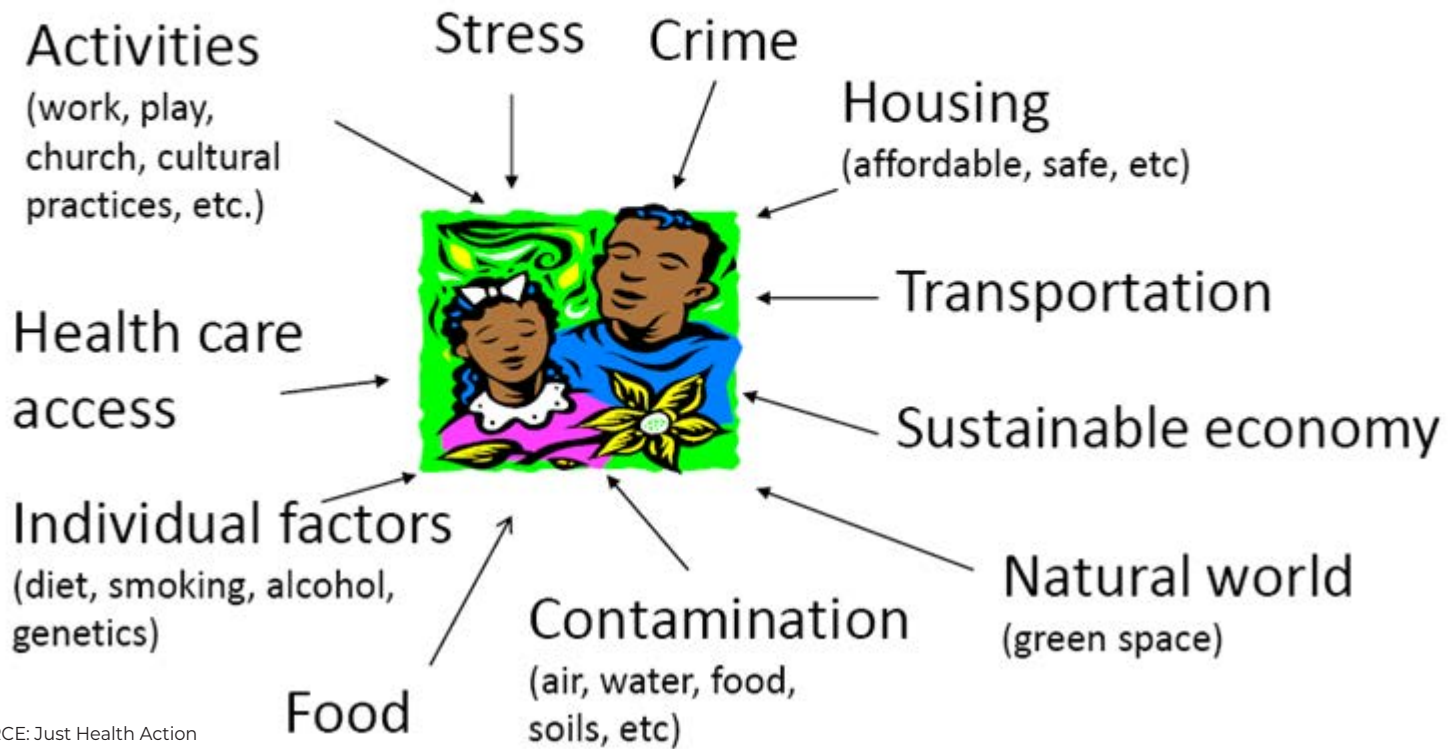 Activities
(work, play,
church, cultural
practices, etc.)
Stress
Crime
Housing
(affordable, safe, etc)
Transportation
Health care
access
Sustainable economy
Individual factors
(diet, smoking, alcohol,
genetics)
Natural world
(green space)
Contamination
(air, water, food,
soils, etc)
Food
RCE: Just Health Action